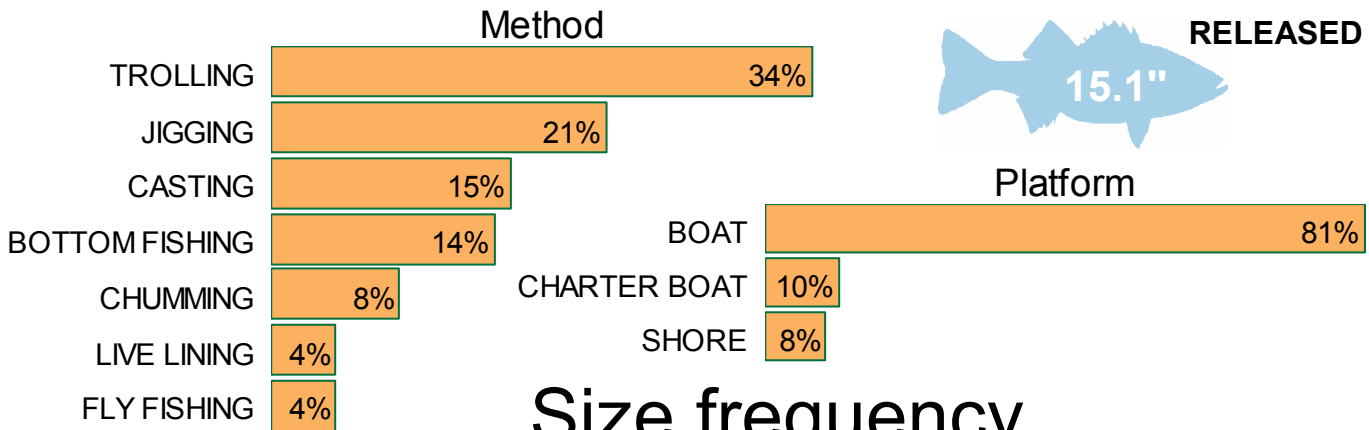 Method
TROLLING 34%
JIGGING 21%
CASTING 15%
BOTTOM FISHING 14%
CHUMMING 8%
LIVE LINING 4%
FLY FISHING 4%
RELEASED
15.1"
Platform
BOAT 81%
CHARTER BOAT 10%
SHORE 8%
Size frequency